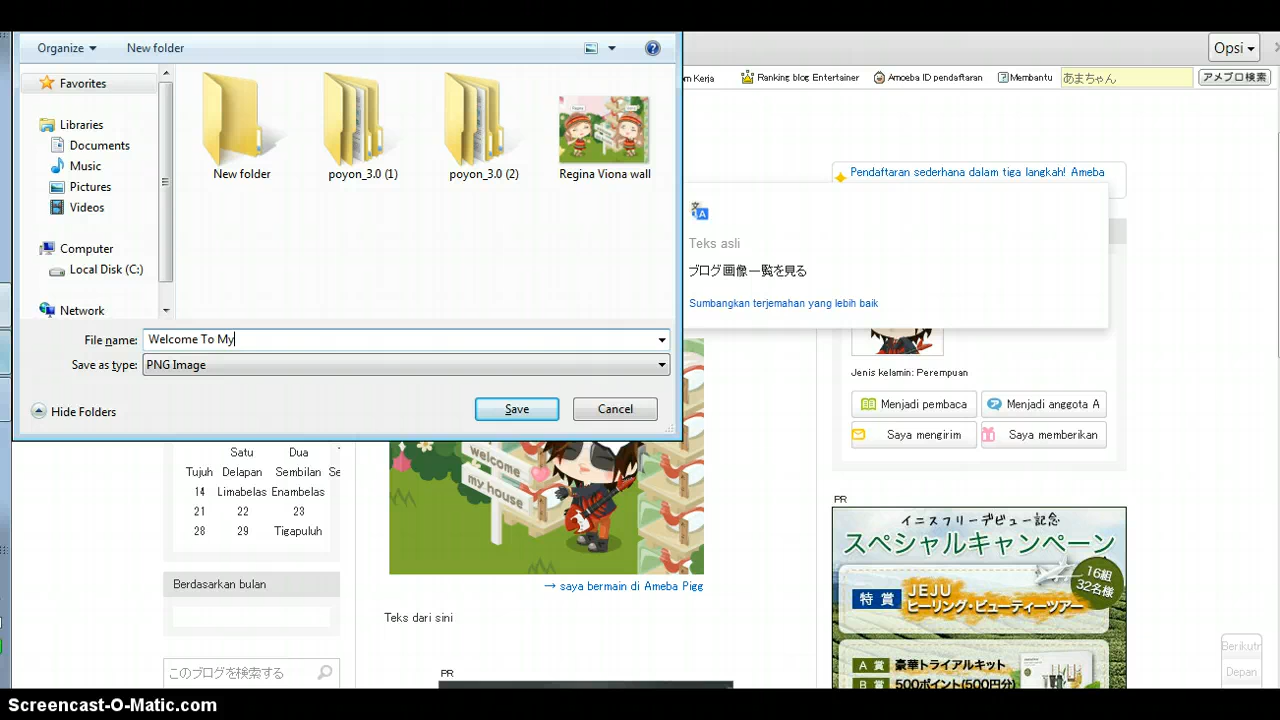 Organize
New folder
Opsi
m Kerja
Ranking blog Entertainer
Amoeba ID pendaftaran
Membantu
あまちゃん
アメブロ検索
Favorites
Libraries
Documents
Music
Pictures
Videos
Computer
Local Disk (C:)
Network
New folder
poyon_3.0 (1)
poyon_3.0 (2)
Regina Viona wall
Pendaftaran sederhana dalam tiga langkah! Ameba
Teks asli
ブログ画像一覧を見る
Sumbangkan terjemahan yang lebih baik
File name:
Welcome To My
Save as type:
PNG Image
Hide Folders
Save
Cancel
Jenis kelamin: Perempuan
Menjadi pembaca
Menjadi anggota A
Saya mengirim
Saya memberikan
Satu Dua
Tujuh Delapan Sembilan Se
14 Limabelas Enambelas
21 22 23
28 29 Tigapuluh
Berdasarkan bulan
このブログを検索する
welcome
my house
→ saya bermain di Ameba Pigg
Teks dari sini
PR
PR
イニスフリーデビュー記念
スペシャルキャンペーン
16組
32名様
特賞
JEJU
ヒーリング・ビューティーツアー
A賞 豪華トライアルキット
B賞 500ポイント(500円分)
Berikutn
Depan
Screencast-O-Matic.com